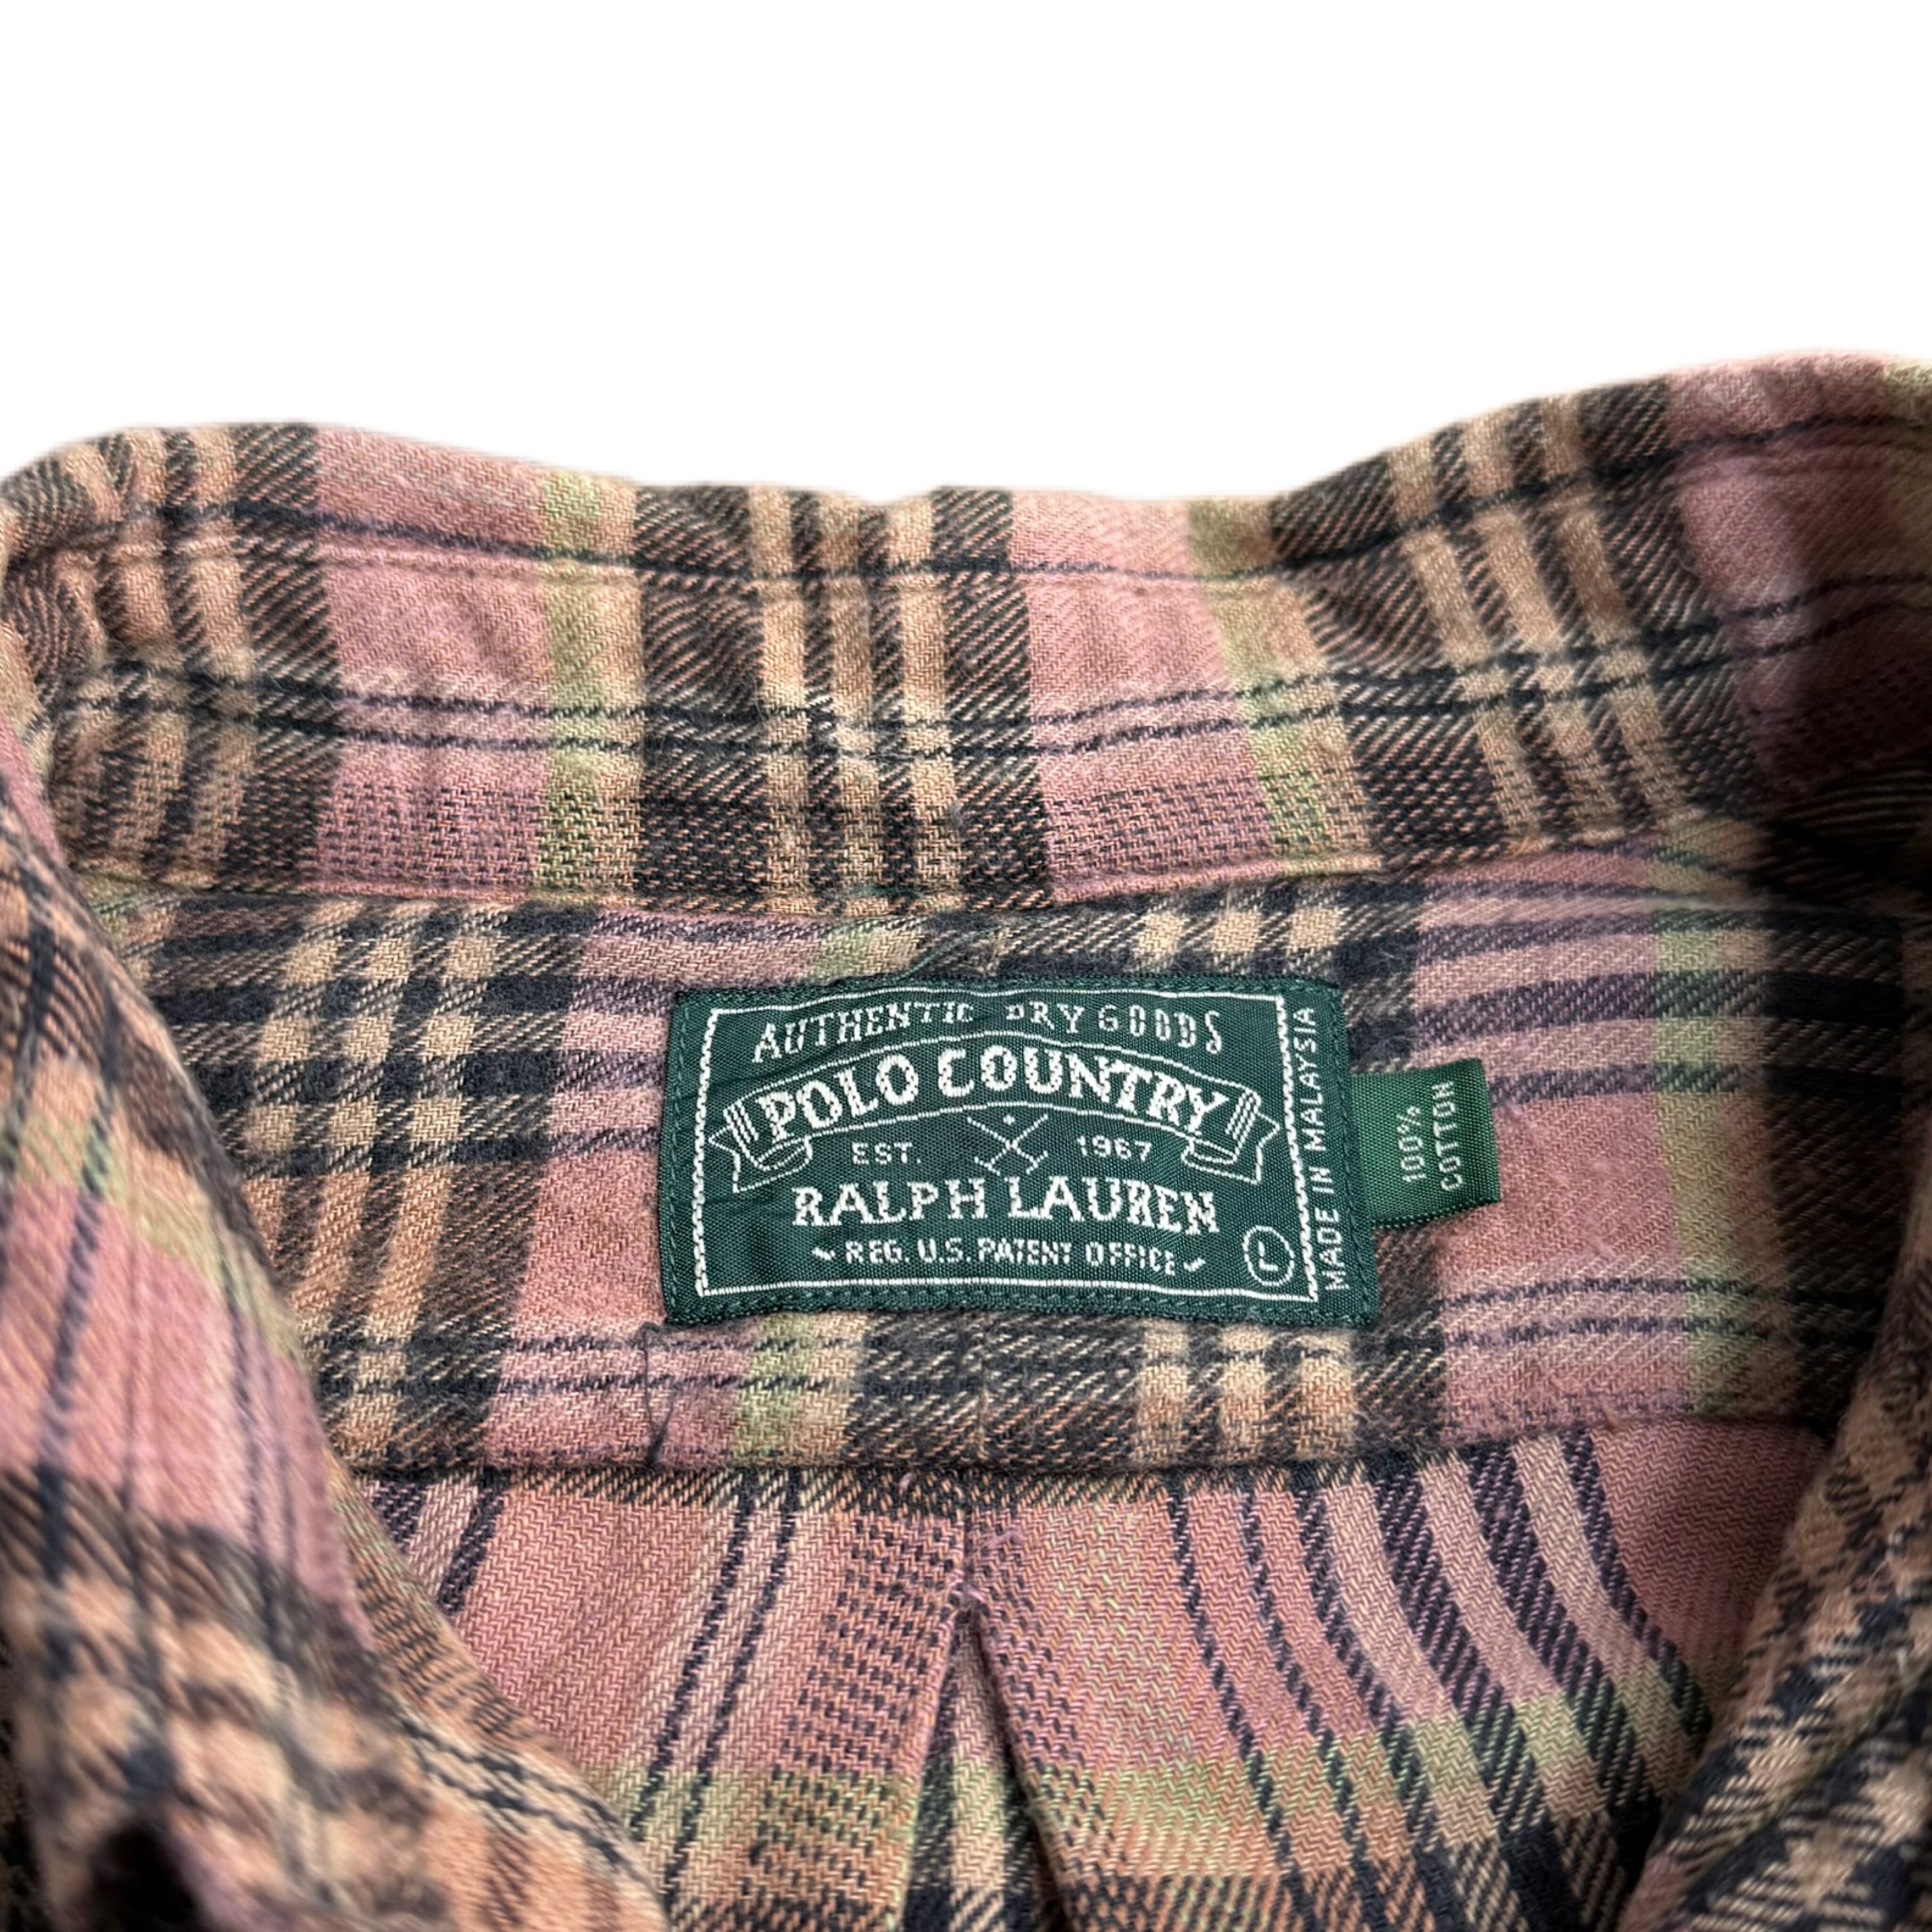 AUTHENTIC DRY GOODS
POLO COUNTRY
EST. 1967
RALPH LAUREN
REG. U.S. PATENT OFFICE
L
MADE IN MALAYSIA
100%
COTTON